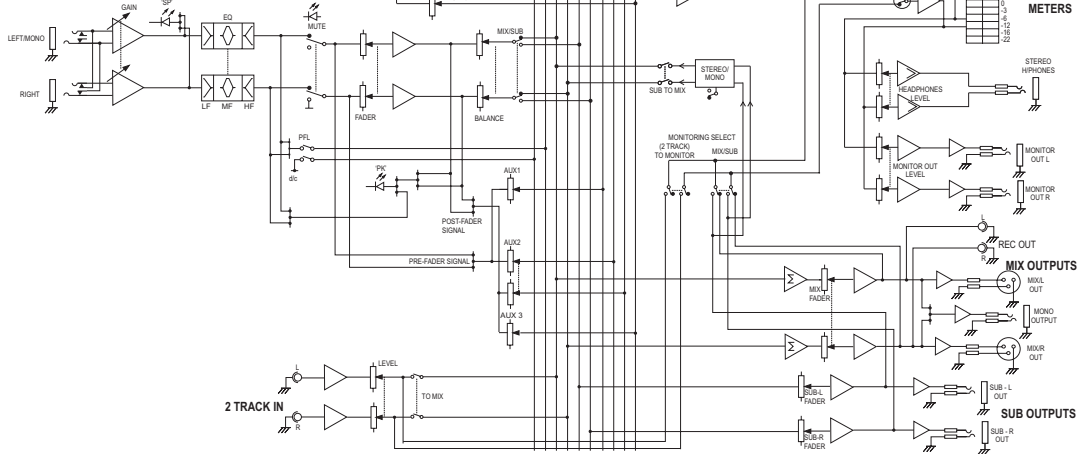 'SP'
GAIN
EQ
MUTE
LEFT/MONO
RIGHT
LF MF HF
MIX/SUB
FADER
BALANCE
PFL
d/c
'PK'
POST-FADER
SIGNAL
PRE-FADER SIGNAL
AUX1
AUX2
AUX 3
LEVEL
L
TO MIX
2 TRACK IN
R
STEREO/
MONO
SUB TO MIX
MONITORING SELECT
(2 TRACK)
TO MONITOR
MIX/SUB
0
-3
-6
-12
-16
-22
METERS
STEREO
H/PHONES
HEADPHONES
LEVEL
MONITOR
OUT L
MONITOR OUT
LEVEL
MONITOR
OUT R
L
REC OUT
R
MIX OUTPUTS
Σ
MIX
FADER
MIX/L
OUT
MONO
OUTPUT
Σ
MIX/R
OUT
SUB-L
FADER
SUB - L
OUT
SUB OUTPUTS
SUB-R
FADER
SUB - R
OUT